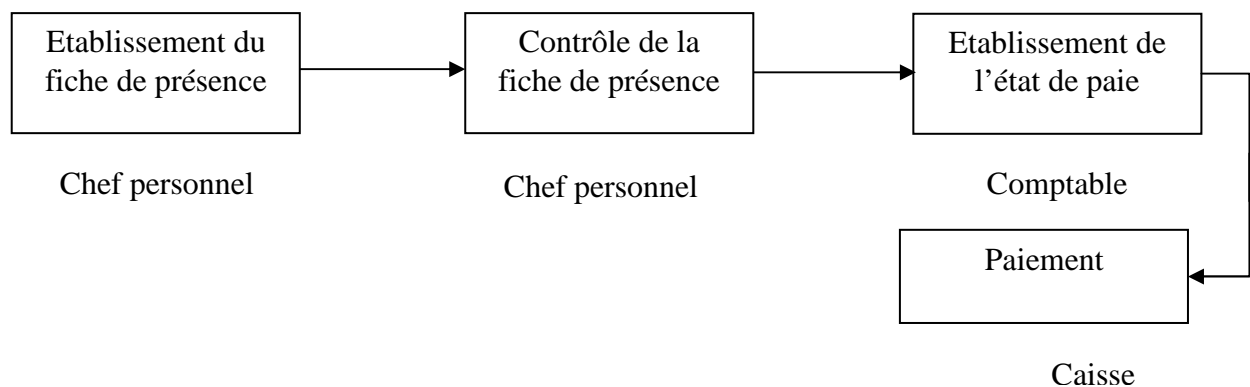 Etablissement du
fiche de présence
Contrôle de la
fiche de présence
Etablissement de
l’état de paie
Chef personnel
Chef personnel
Comptable
Paiement
Caisse